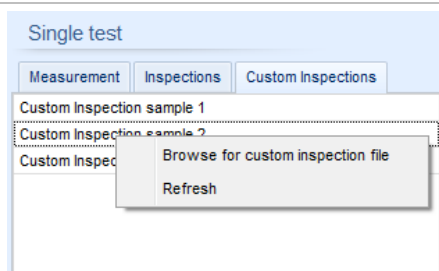 Single test
Measurement Inspections Custom Inspections
Custom Inspection sample 1
Custom Inspection sample 2
Browse for custom inspection file
Custom
Refresh